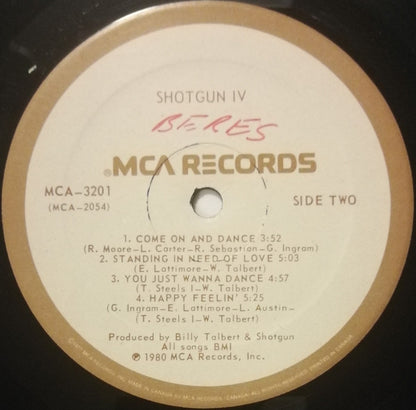 SHOTGUN IV
BERES
®MCA RECORDS
MCA-3201
(MCA-2054)
SIDE TWO
1. COME ON AND DANCE 3:52
(R. Moore-L. Carter-R. Sebastian-G. Ingram)
2. STANDING IN NEED OF LOVE 5:03
(E. Lattimore-W. Talbert)
3. YOU JUST WANNA DANCE 4:57
(T. Steels I-W. Talbert)
4. HAPPY FEELIN' 5:25
(G. Ingram-E. Lattimore-L. Austin-
(T. Steels I-W. Talbert)
Produced by Billy Talbert & Shotgun
All songs BMI
℗ 1980 MCA Records, Inc.